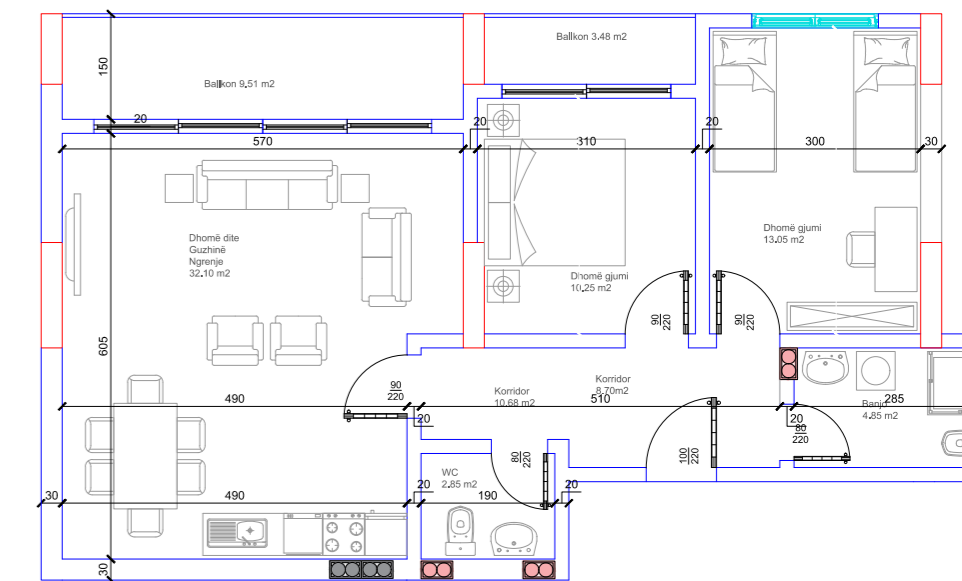 Ballkon 3.48 m2
150
Ballkon 9.51 m2
20
20
20
570
310
300
30
Dhomë dite
Guzhinë
Ngrenje
32.10 m2
Dhomë gjumi
13.05 m2
Dhomë gjumi
10.25 m2
90
220
90
220
605
90
220
Korridor
10.68 m2
Korridor
8.70m2
Banjo
4.85 m2
490
510
285
20
20
80
220
80
220
100
220
WC
2.85 m2
30
490
20
190
20
30